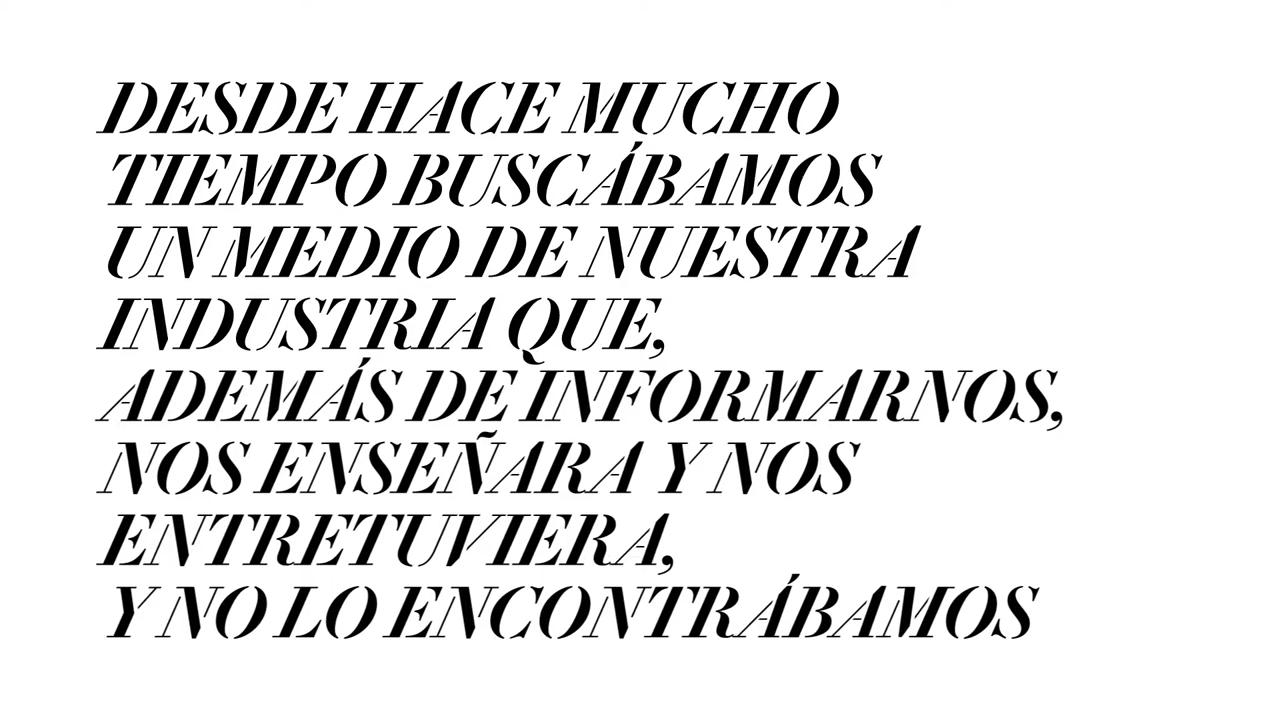 DESDE HACE MUCHO
TIEMPO BUSCÁBAMOS
UN MEDIO DE NUESTRA
INDUSTRIA QUE,
ADEMÁS DE INFORMARNOS,
NOS ENSEÑARA Y NOS
ENTRETUVIERA,
Y NO LO ENCONTRÁBAMOS